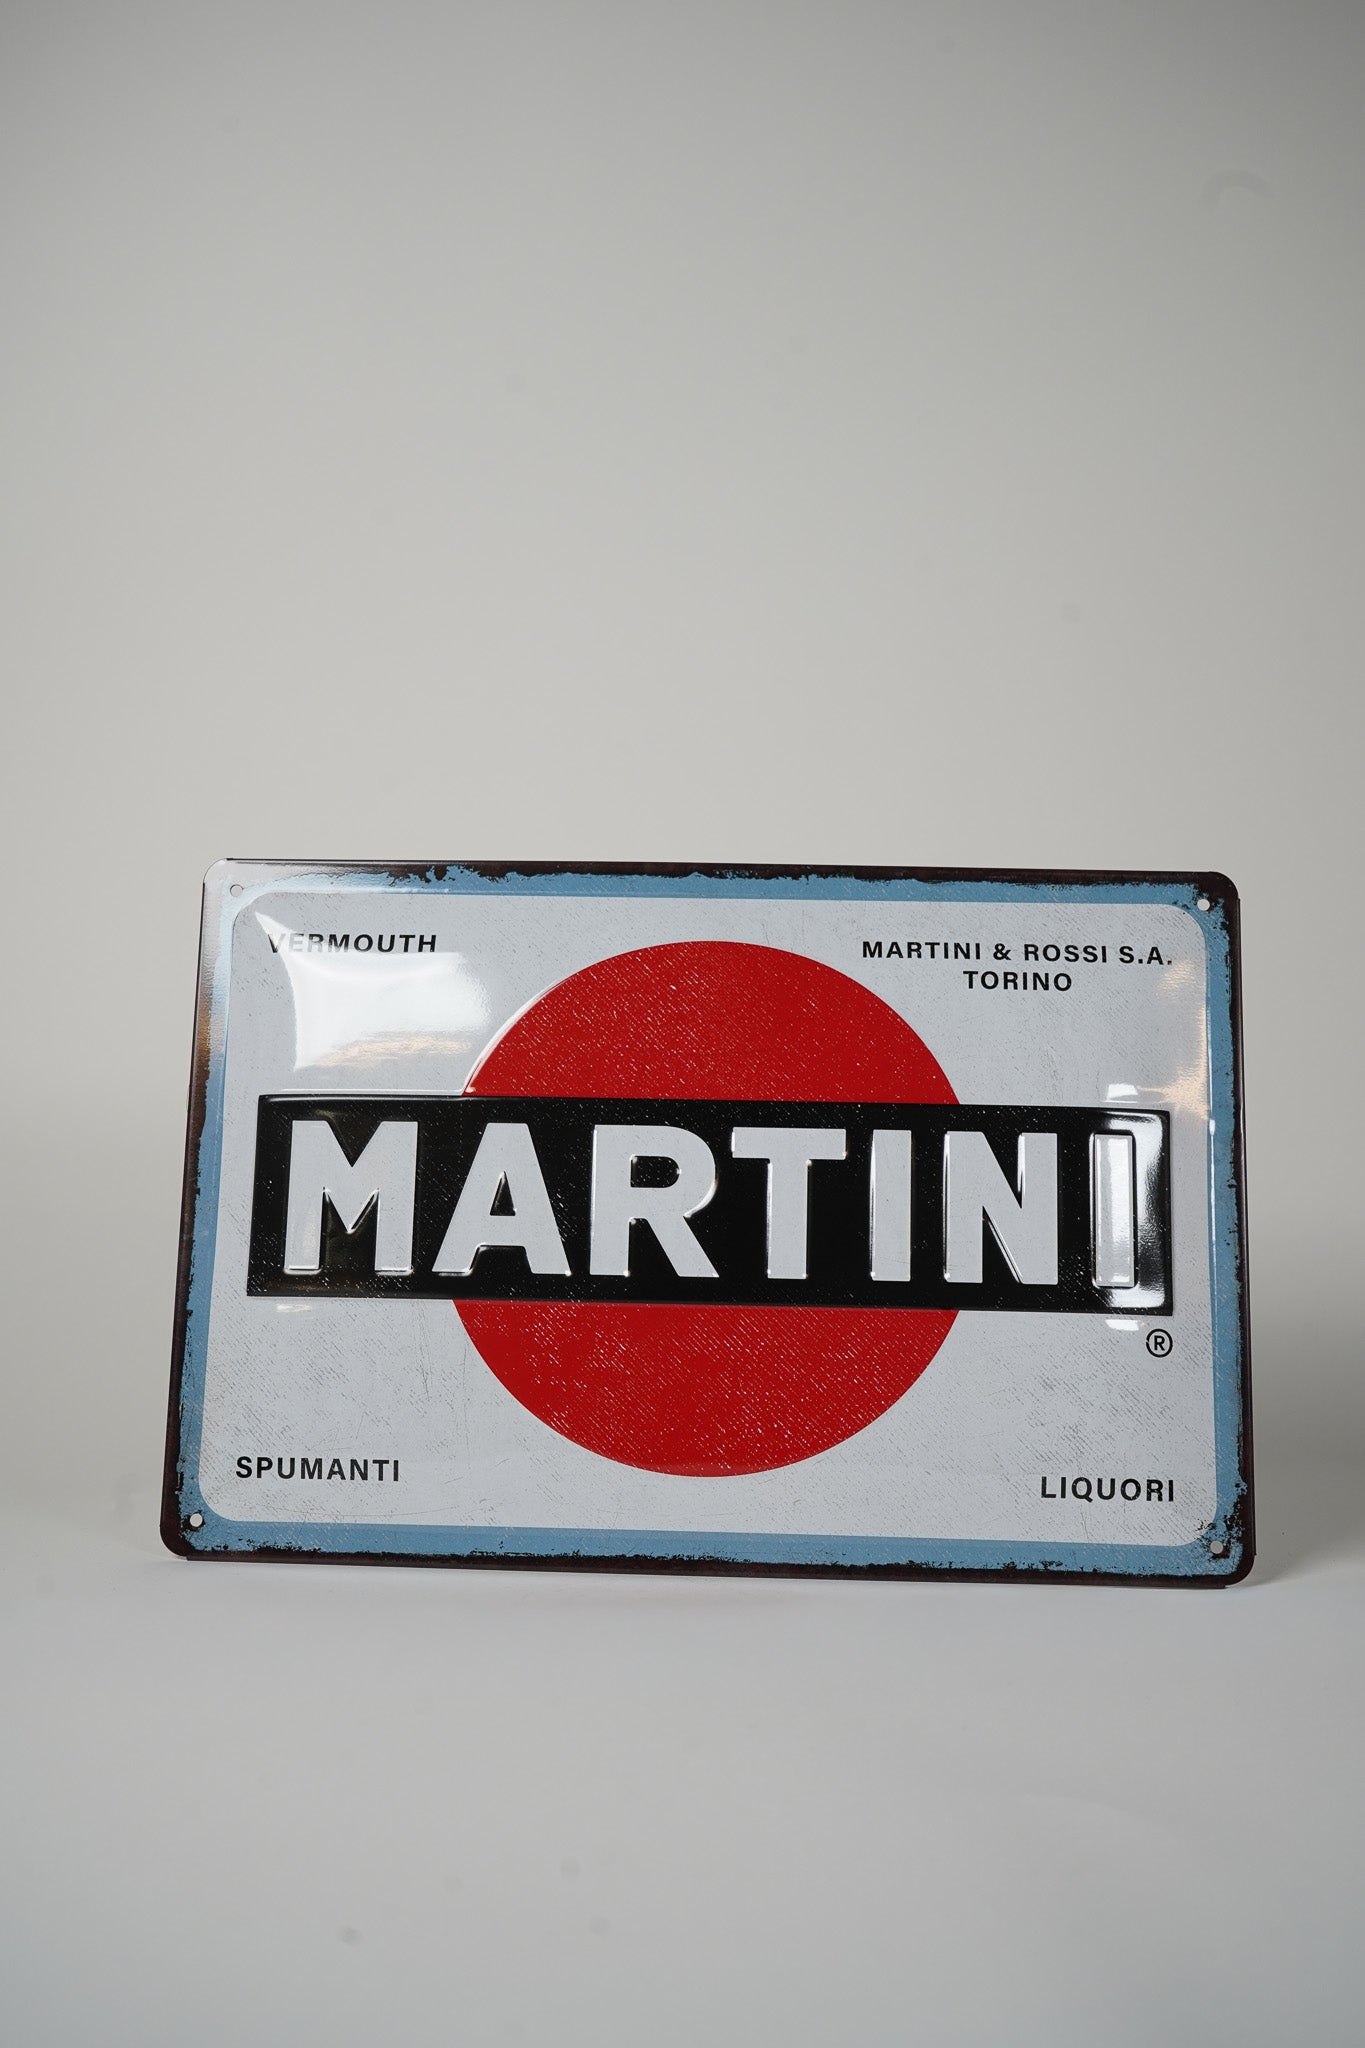 VERMOUTH
MARTINI & ROSSI S.A.
TORINO
MARTINI
®
SPUMANTI
LIQUORI